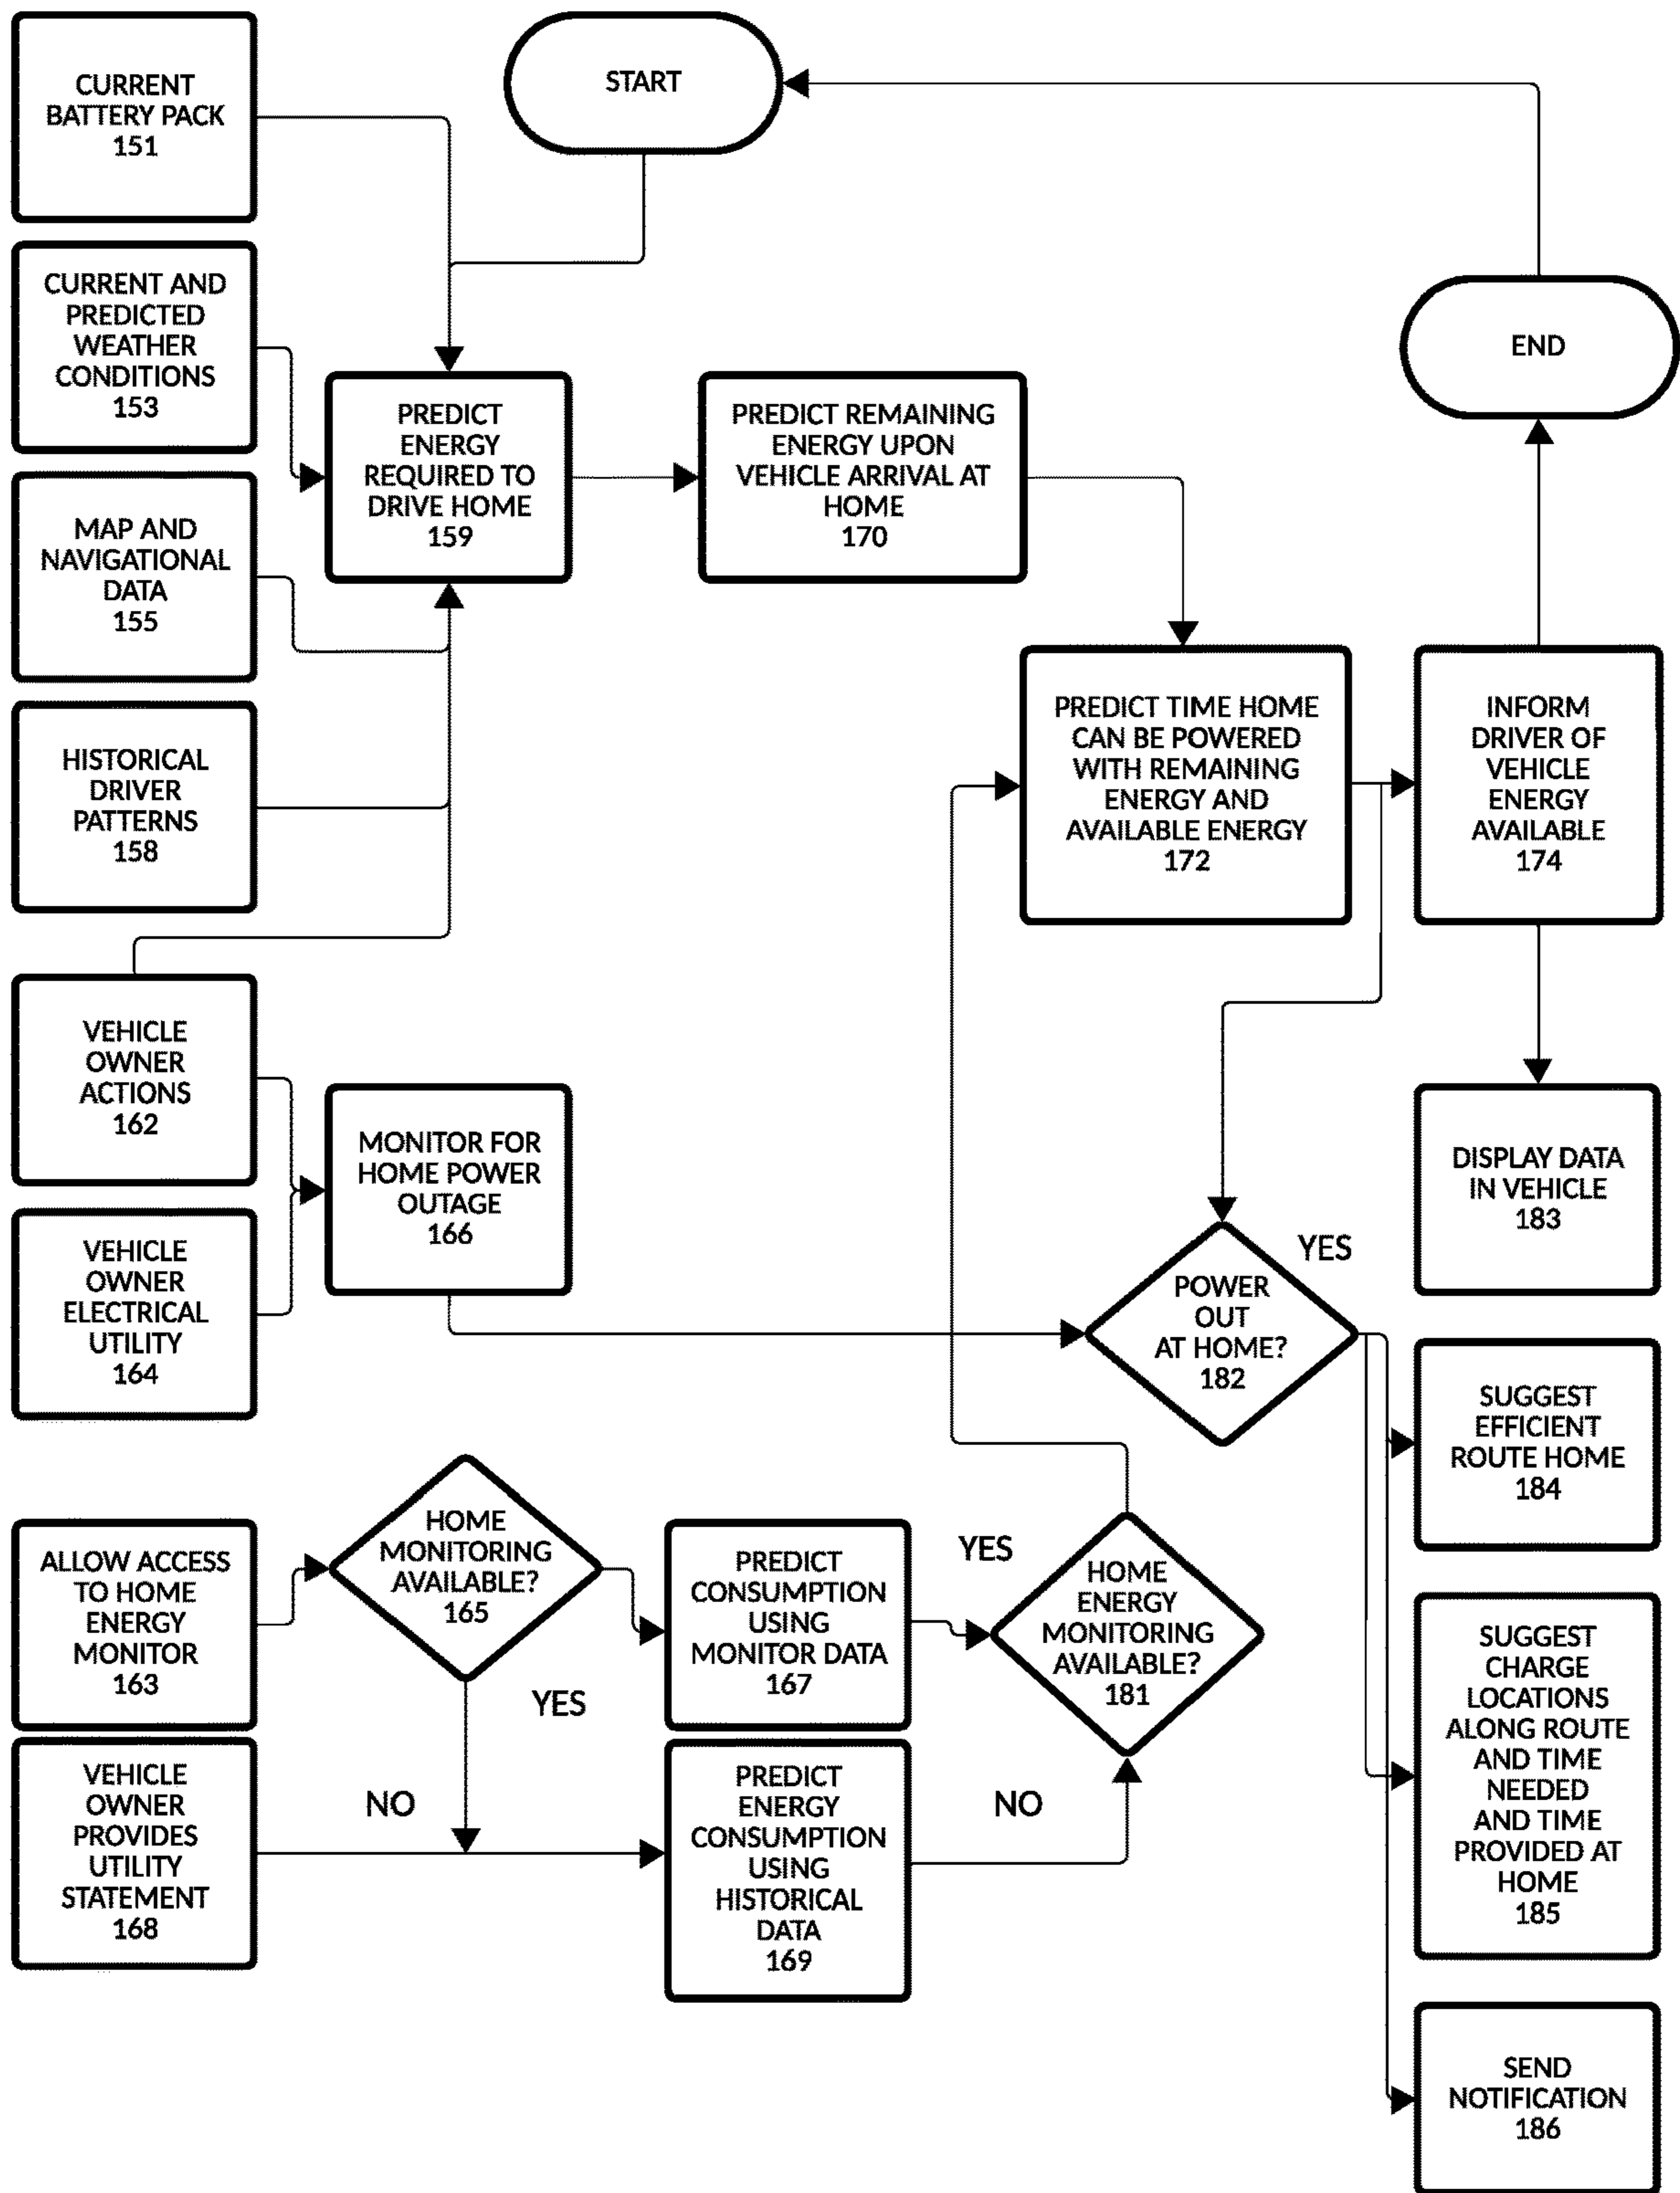 CURRENT
BATTERY PACK
151
START
CURRENT AND
PREDICTED
WEATHER
CONDITIONS
153
END
PREDICT
ENERGY
REQUIRED TO
DRIVE HOME
159
PREDICT REMAINING
ENERGY UPON
VEHICLE ARRIVAL AT
HOME
170
MAP AND
NAVIGATIONAL
DATA
155
HISTORICAL
DRIVER
PATTERNS
158
PREDICT TIME HOME
CAN BE POWERED
WITH REMAINING
ENERGY AND
AVAILABLE ENERGY
172
INFORM
DRIVER OF
VEHICLE
ENERGY
AVAILABLE
174
VEHICLE
OWNER
ACTIONS
162
MONITOR FOR
HOME POWER
OUTAGE
166
DISPLAY DATA
IN VEHICLE
183
VEHICLE
OWNER
ELECTRICAL
UTILITY
164
POWER
OUT
AT HOME?
182
YES
SUGGEST
EFFICIENT
ROUTE HOME
184
ALLOW ACCESS
TO HOME
ENERGY
MONITOR
163
HOME
MONITORING
AVAILABLE?
165
YES
PREDICT
CONSUMPTION
USING
MONITOR DATA
167
YES
HOME
ENERGY
MONITORING
AVAILABLE?
181
SUGGEST
CHARGE
LOCATIONS
ALONG ROUTE
AND TIME
NEEDED
AND TIME
PROVIDED AT
HOME
185
VEHICLE
OWNER
PROVIDES
UTILITY
STATEMENT
168
NO
PREDICT
ENERGY
CONSUMPTION
USING
HISTORICAL
DATA
169
NO
SEND
NOTIFICATION
186